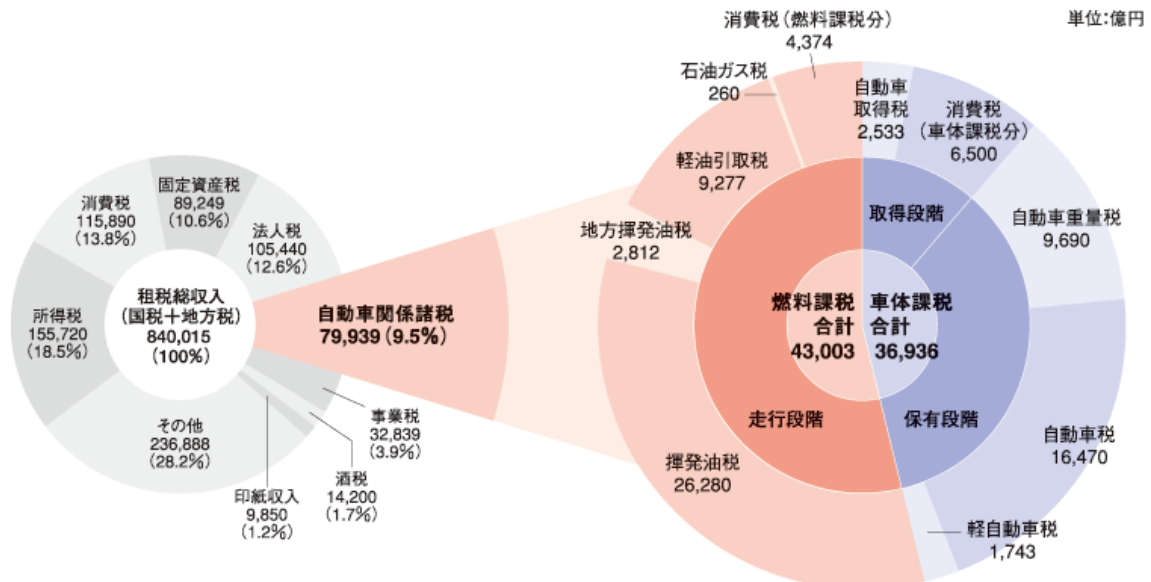 単位:億円
固定資産税
89,249
(10.6%)
消費税
115,890
(13.8%)
法人税
105,440
(12.6%)
所得税
155,720
(18.5%)
租税総収入
(国税+地方税)
840,015
(100%)
自動車関係諸税
79,939(9.5%)
事業税
32,839
(3.9%)
酒税
14,200
(1.7%)
印紙収入
9,850
(1.2%)
その他
236,888
(28.2%)
消費税(燃料課税分)
4,374
石油ガス税
260
軽油引取税
9,277
地方揮発油税
2,812
揮発油税
26,280
走行段階
燃料課税
合計
43,003
車体課税
合計
36,936
取得段階
保有段階
自動車
取得税
2,533
消費税
(車体課税分)
6,500
自動車重量税
9,690
自動車税
16,470
軽自動車税
1,743